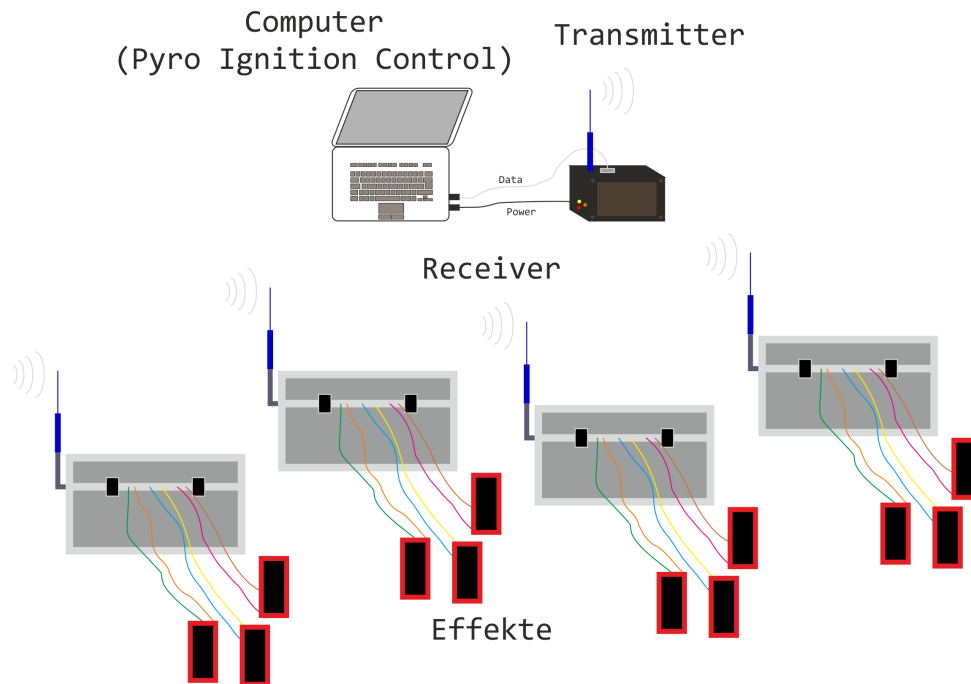 Computer
(Pyro Ignition Control)
Transmitter
Data
Power
Receiver
Effekte